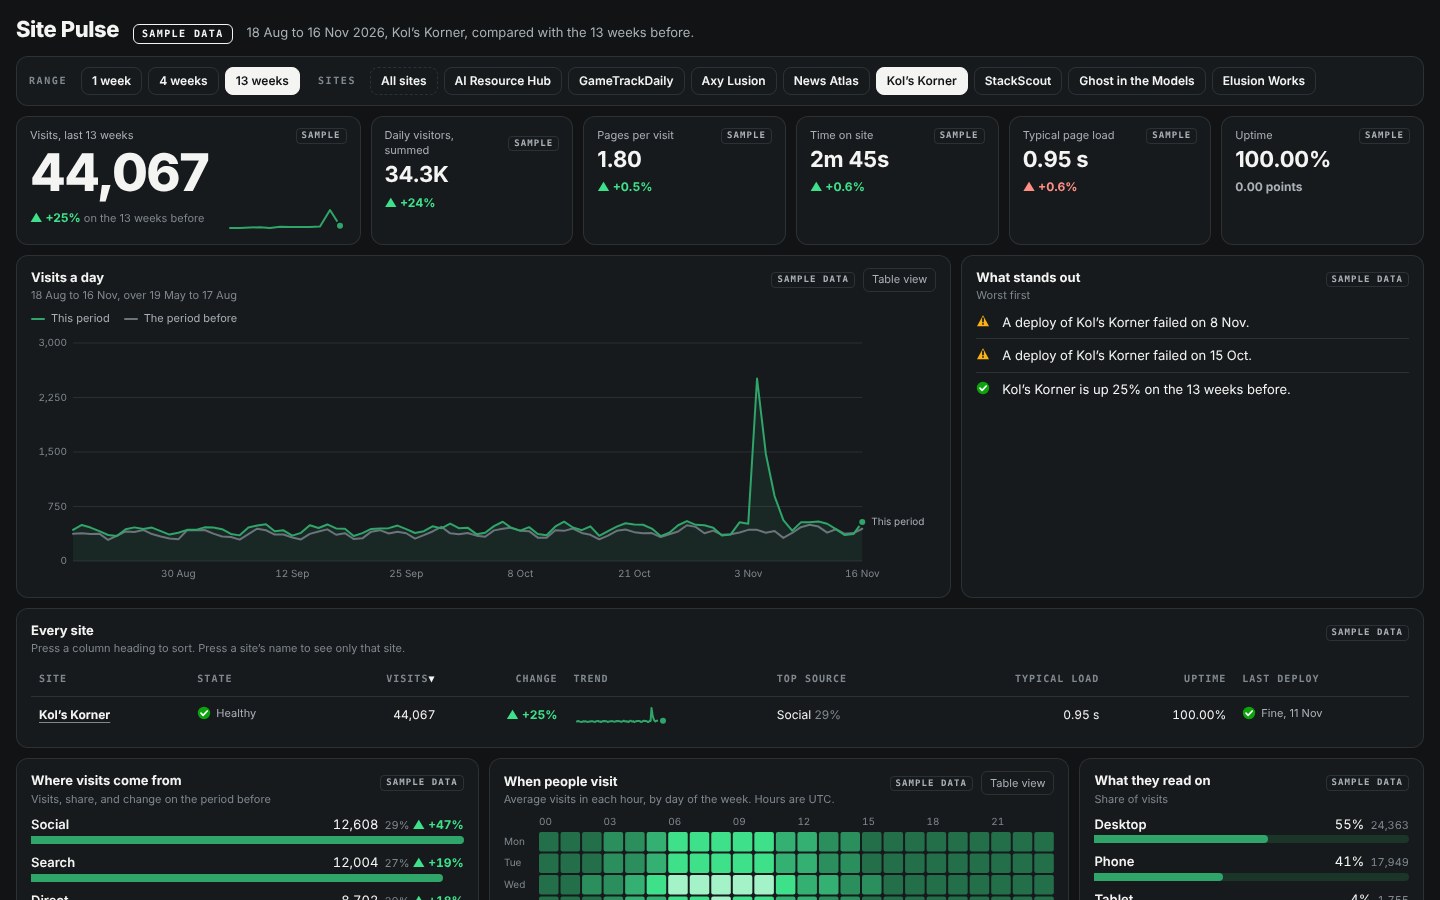 Site Pulse SAMPLE DATA 18 Aug to 16 Nov 2026, Kol's Korner, compared with the 13 weeks before.
RANGE 1 week 4 weeks 13 weeks SITES All sites AI Resource Hub GameTrackDaily Axy Lusion News Atlas Kol's Korner StackScout Ghost in the Models Elusion Works
Visits, last 13 weeks SAMPLE
44,067
▲ +25% on the 13 weeks before
Daily visitors, summed SAMPLE
34.3K
▲ +24%
Pages per visit SAMPLE
1.80
▲ +0.5%
Time on site SAMPLE
2m 45s
▲ +0.6%
Typical page load SAMPLE
0.95 s
▲ +0.6%
Uptime SAMPLE
100.00%
0.00 points
Visits a day SAMPLE DATA Table view
18 Aug to 16 Nov, over 19 May to 17 Aug
This period The period before
3,000
2,250
1,500
750
0
This period
30 Aug 12 Sep 25 Sep 8 Oct 21 Oct 3 Nov 16 Nov
What stands out SAMPLE DATA
Worst first
A deploy of Kol's Korner failed on 8 Nov.
A deploy of Kol's Korner failed on 15 Oct.
Kol's Korner is up 25% on the 13 weeks before.
Every site SAMPLE DATA
Press a column heading to sort. Press a site's name to see only that site.
SITE STATE VISITS▼ CHANGE TREND TOP SOURCE TYPICAL LOAD UPTIME LAST DEPLOY
Kol's Korner Healthy 44,067 ▲ +25% Social 29% 0.95 s 100.00% Fine, 11 Nov
Where visits come from SAMPLE DATA
Visits, share, and change on the period before
Social 12,608 29% ▲ +47%
Search 12,004 27% ▲ +19%
Direct
When people visit SAMPLE DATA Table view
Average visits in each hour, by day of the week. Hours are UTC.
00 03 06 09 12 15 18 21
Mon
Tue
Wed
What they read on SAMPLE DATA
Share of visits
Desktop 55% 24,363
Phone 41% 17,949
Tablet 4%